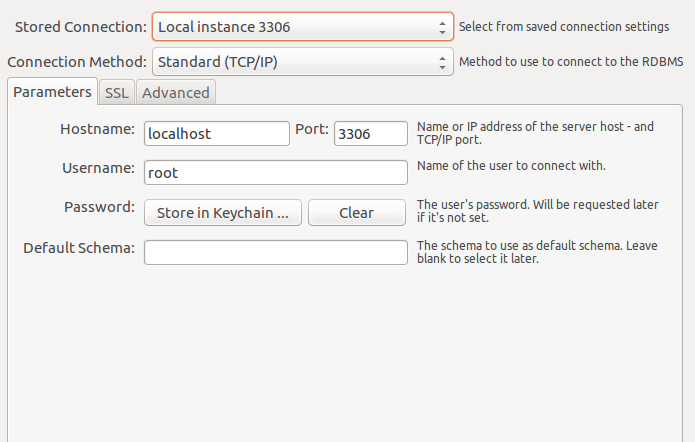 Stored Connection: Local instance 3306 Select from saved connection settings
Connection Method: Standard (TCP/IP) Method to use to connect to the RDBMS
Parameters SSL Advanced
Hostname: localhost Port: 3306 Name or IP address of the server host - and
TCP/IP port.
Username: root Name of the user to connect with.
Password: Store in Keychain ... Clear The user's password. Will be requested later
if it's not set.
Default Schema: The schema to use as default schema. Leave
blank to select it later.